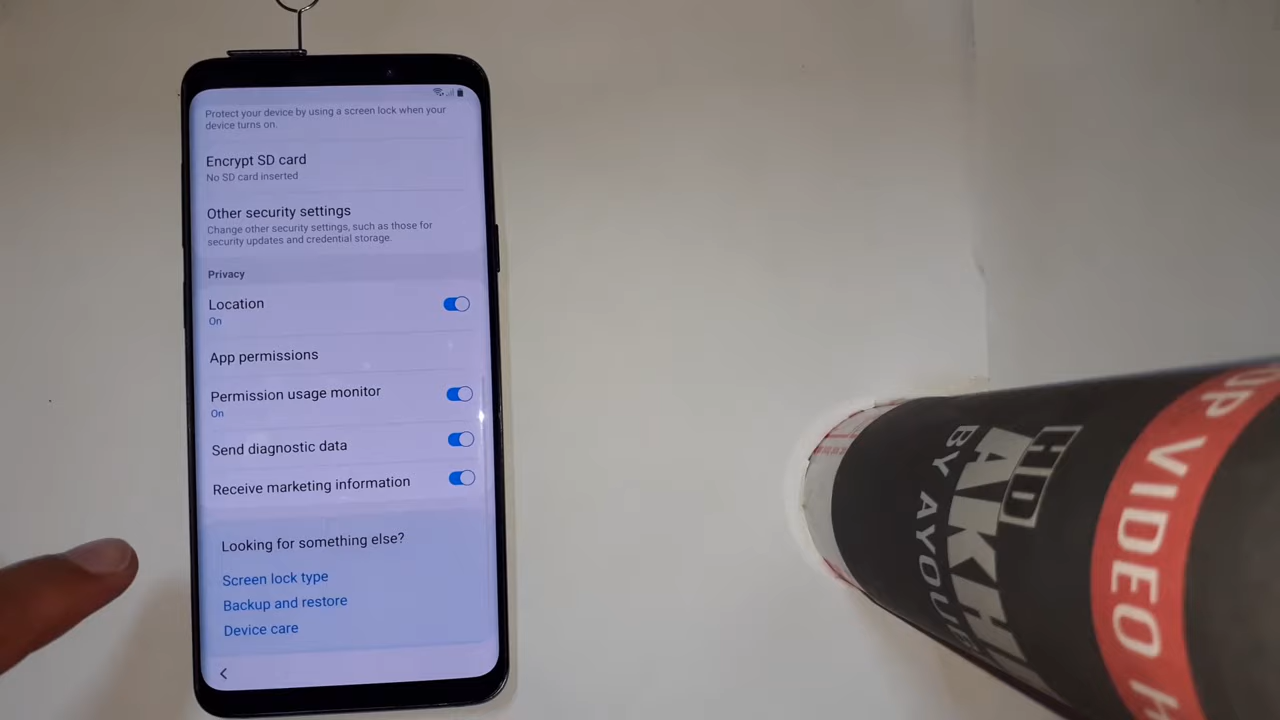 Protect your device by using a screen lock when your
device turns on.
Encrypt SD card
No SD card inserted
Other security settings
Change other security settings, such as those for
security updates and credential storage.
Privacy
Location
On
App permissions
Permission usage monitor
On
Send diagnostic data
Receive marketing information
Looking for something else?
Screen lock type
Backup and restore
Device care
HD
BY AYOUB
VIDEO